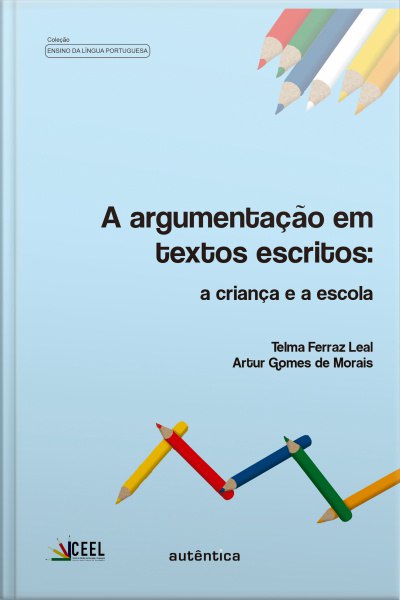 Coleção
ENSINO DA LÍNGUA PORTUGUESA
A argumentação em
textos escritos:
a criança e a escola
Telma Ferraz Leal
Artur Gomes de Morais
CEEL
autêntica